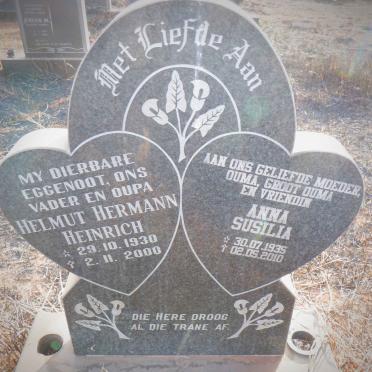 Met Liefde Aan
MY DIERBARE
EGGENOOT, ONS
VADER EN OUPA
HELMUT HERMANN
HEINRICH
☆ 29.10.1930
✝ 2.11.2000
AAN ONS GELIEFDE MOEDER,
OUMA, GROOT OUMA
EN VRIENDIN
ANNA
SUSILIA
☆ 30.07.1935
✝ 02.05.2010
DIE HERE DROOG
AL DIE TRANE AF.